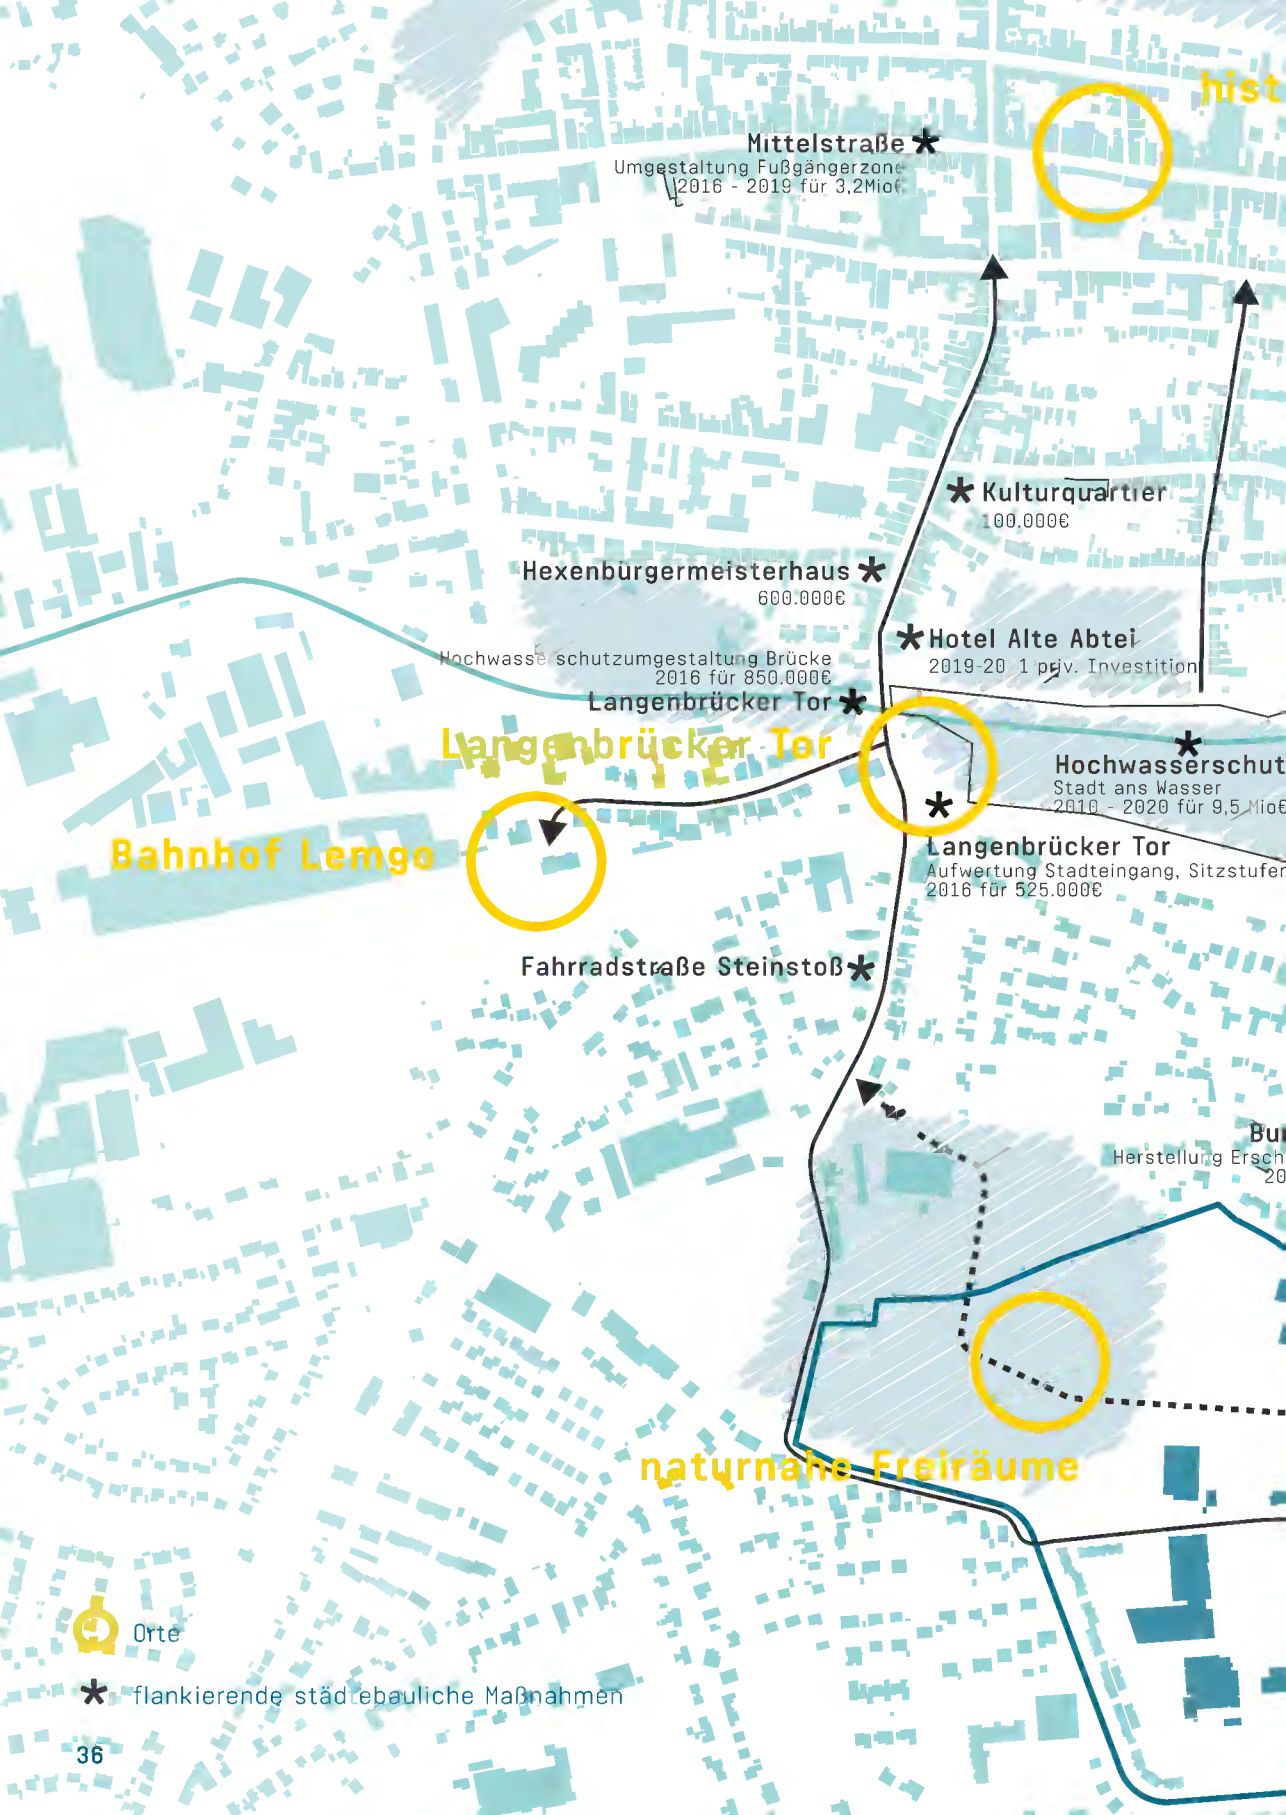 hist
Mittelstraße
Umgestaltung Fußgängerzone
2016 - 2019 für 3,2Mio€
Kulturquartier
100.000€
Hexenbürgermeisterhaus
600.000€
Hotel Alte Abtei
2019-20 1 priv. Investition
Hochwasserschutzumgestaltung Brücke
2016 für 850.000€
Langenbrücker Tor
Langenbrücker Tor
Hochwasserschut
Stadt ans Wasser
2010 - 2020 für 9,5 Mio€
Bahnhof Lemgo
Langenbrücker Tor
Aufwertung Stadteingang, Sitzstufen
2016 für 525.000€
Fahrradstraße Steinstoß
Bu
Herstellung Ersch
20
naturnahe Freiräume
Orte
flankierende städtebauliche Maßnahmen
36